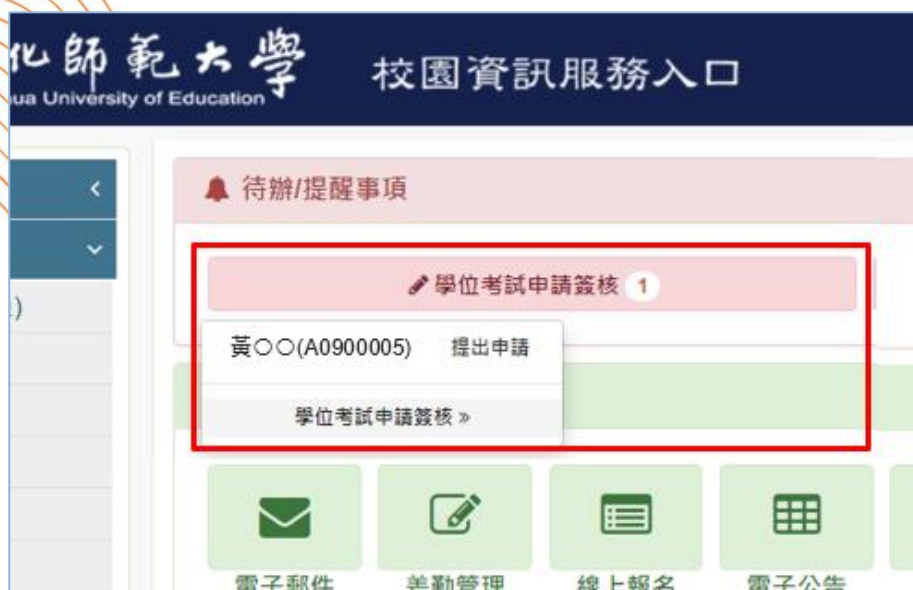 化師範大學
校園資訊服務入口
ua University of Education
待辦/提醒事項
學位考試申請簽核 1
)
黃○○(A0900005) 提出申請
學位考試申請簽核 »
電子郵件 差勤管理 線上報名 電子公告